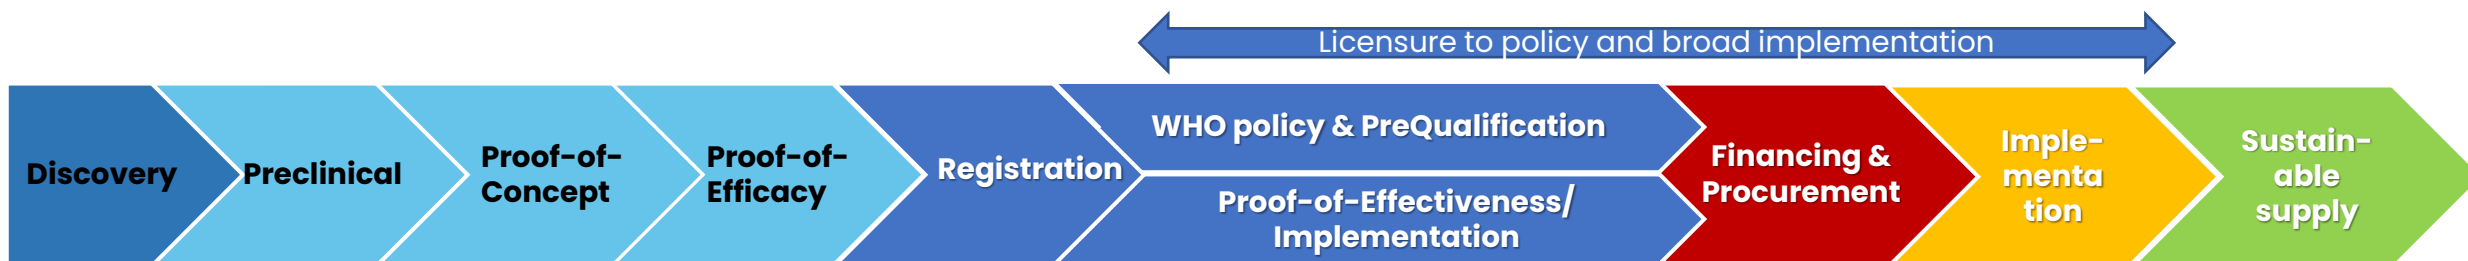 Licensure to policy and broad implementation
Discovery
Preclinical
Proof-of-
Concept
Proof-of-
Efficacy
Registration
WHO policy & PreQualification
Proof-of-Effectiveness/
Implementation
Financing &
Procurement
Imple-
menta
tion
Sustain-
able
supply